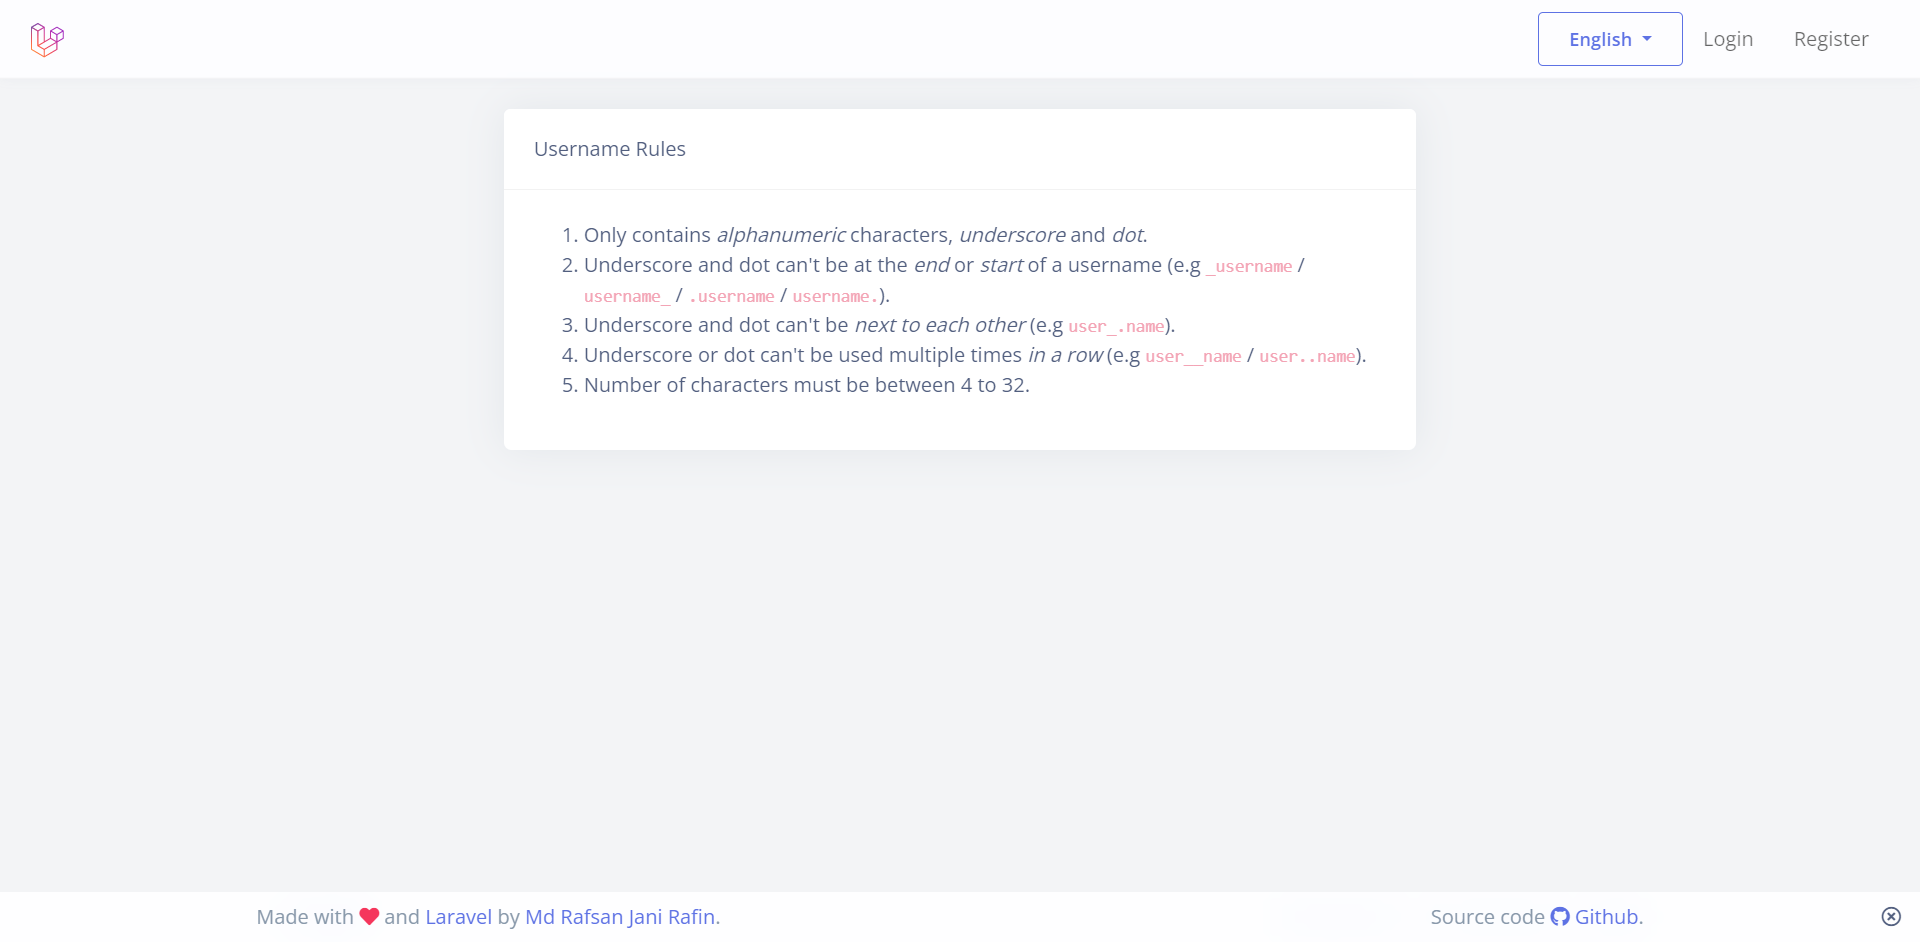 English
Login
Register
Username Rules
1. Only contains alphanumeric characters, underscore and dot.
2. Underscore and dot can't be at the end or start of a username (e.g _username /
username_ / .username / username.).
3. Underscore and dot can't be next to each other (e.g user_.name).
4. Underscore or dot can't be used multiple times in a row (e.g user__name / user..name).
5. Number of characters must be between 4 to 32.
Made with and Laravel by Md Rafsan Jani Rafin.
Source code Github.